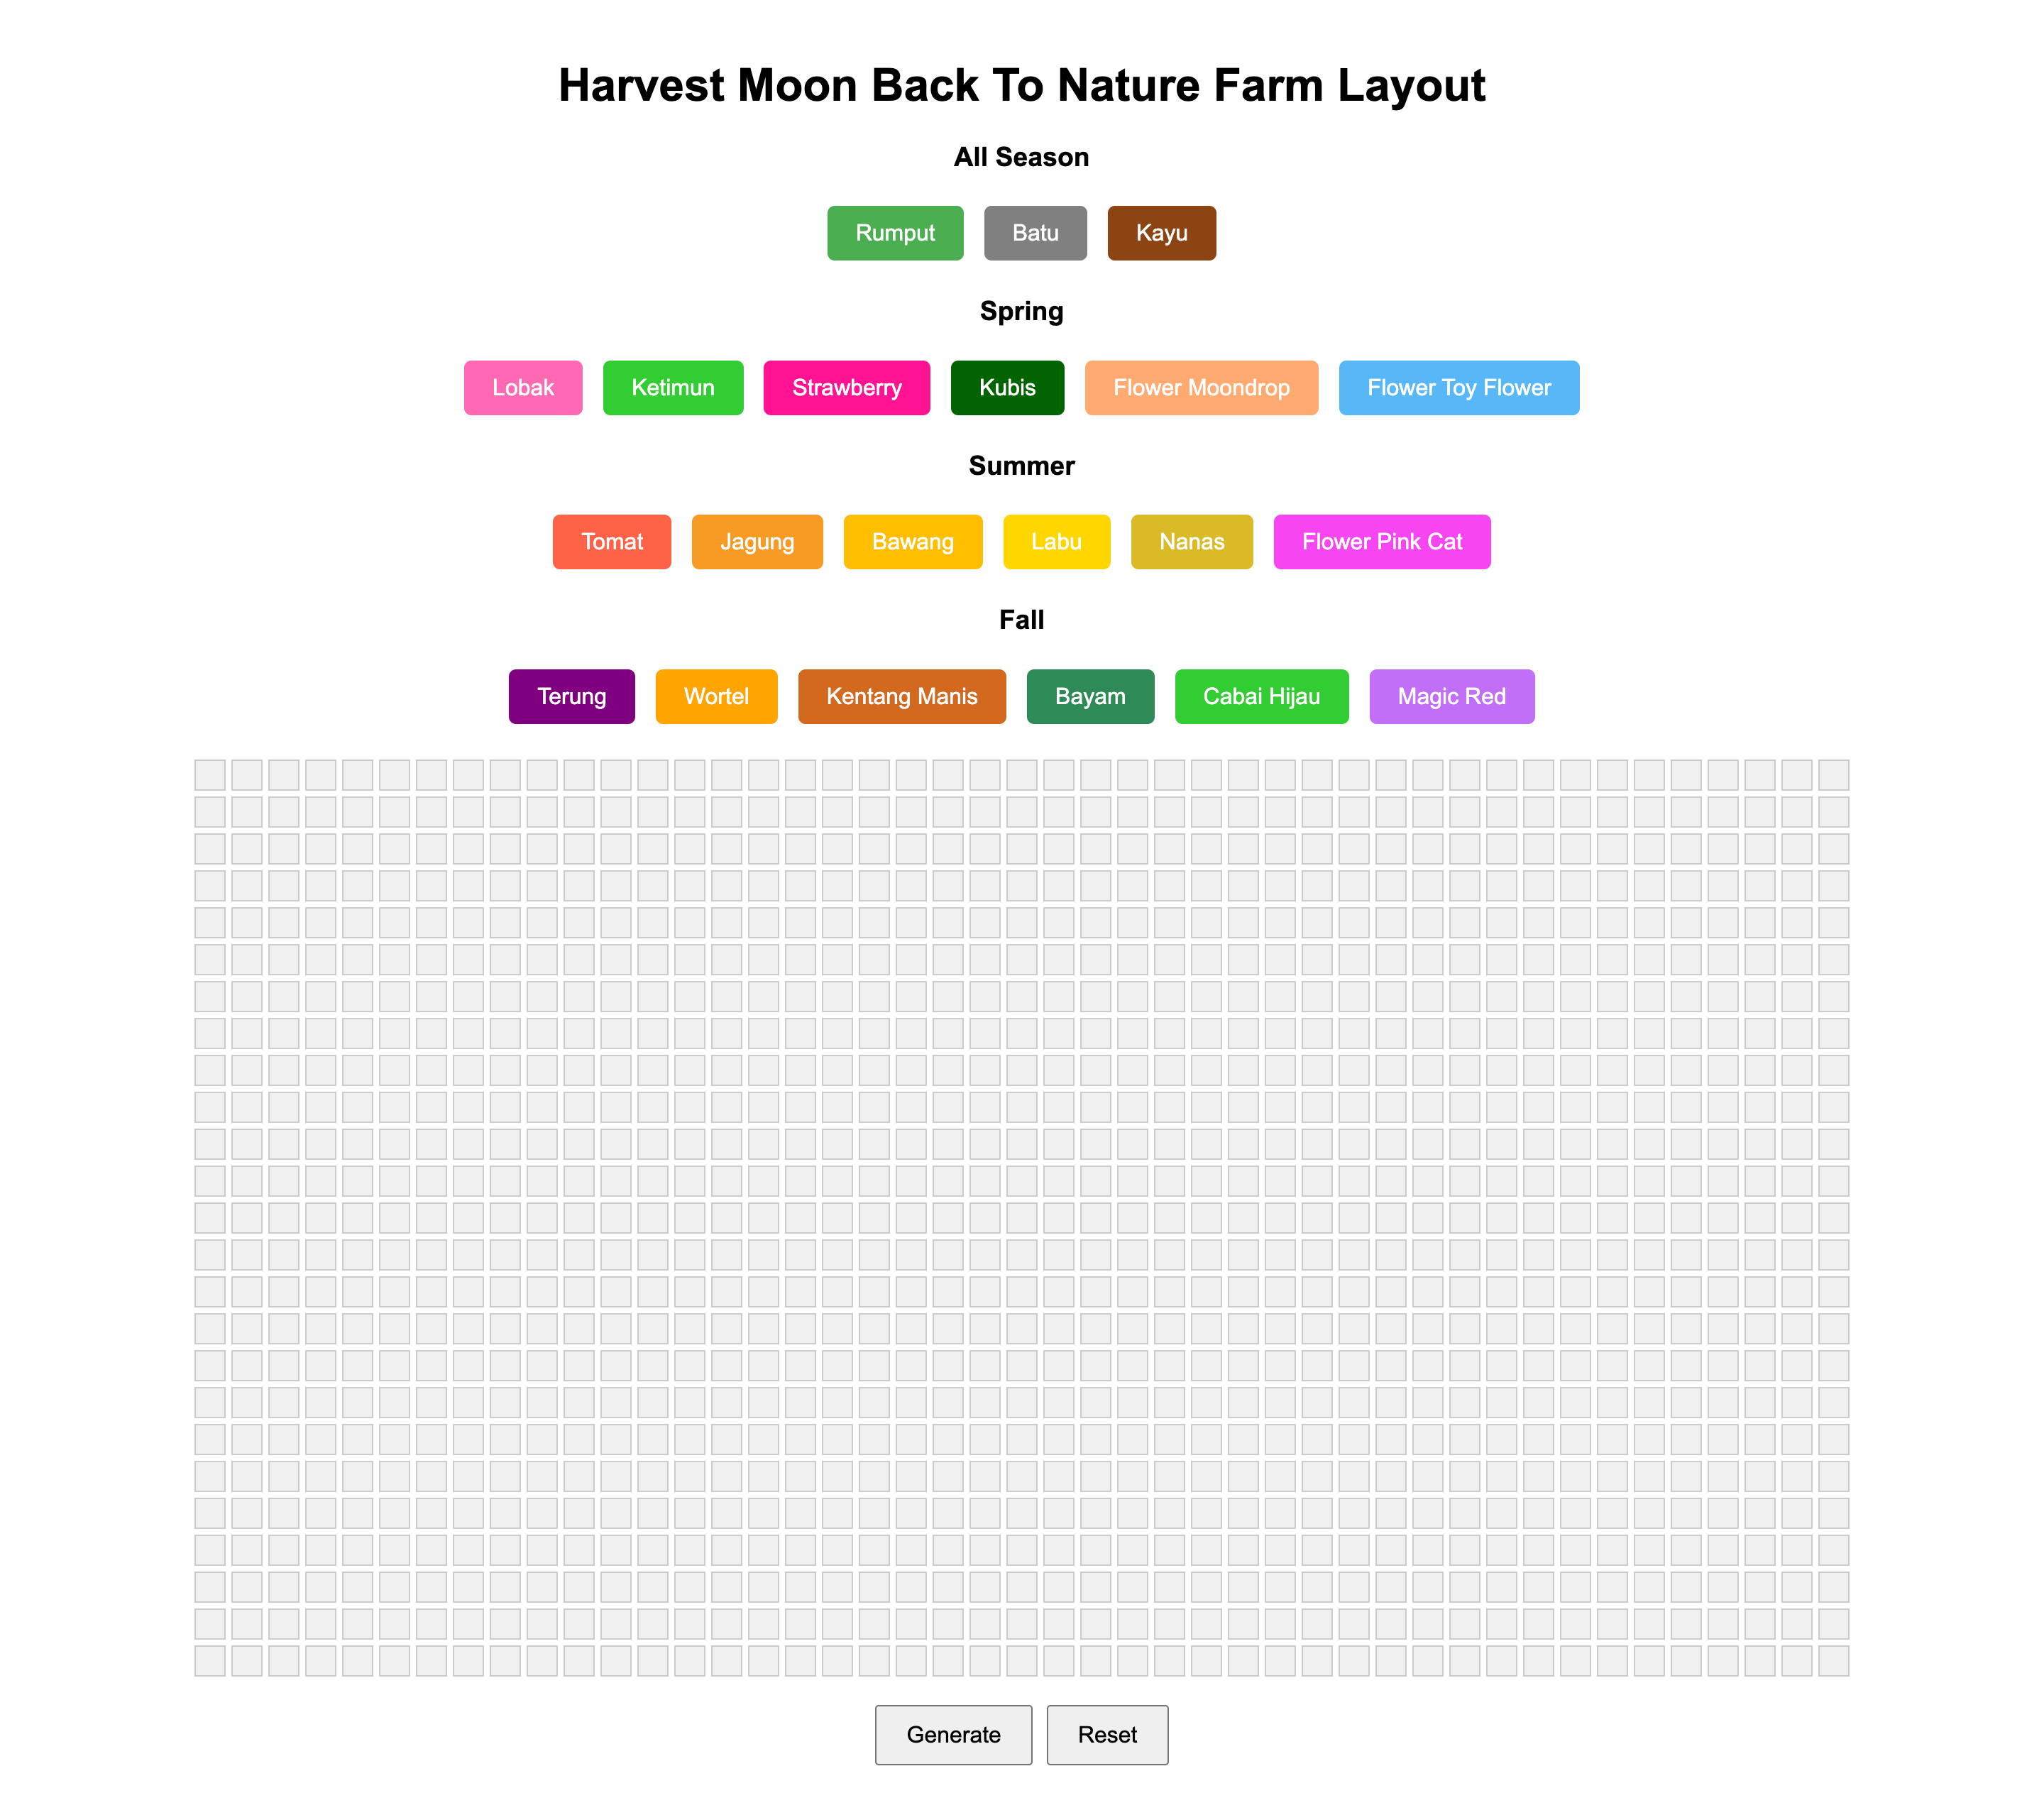 Harvest Moon Back To Nature Farm Layout
All Season
Rumput Batu Kayu
Spring
Lobak Ketimun Strawberry Kubis Flower Moondrop Flower Toy Flower
Summer
Tomat Jagung Bawang Labu Nanas Flower Pink Cat
Fall
Terung Wortel Kentang Manis Bayam Cabai Hijau Magic Red
Generate Reset